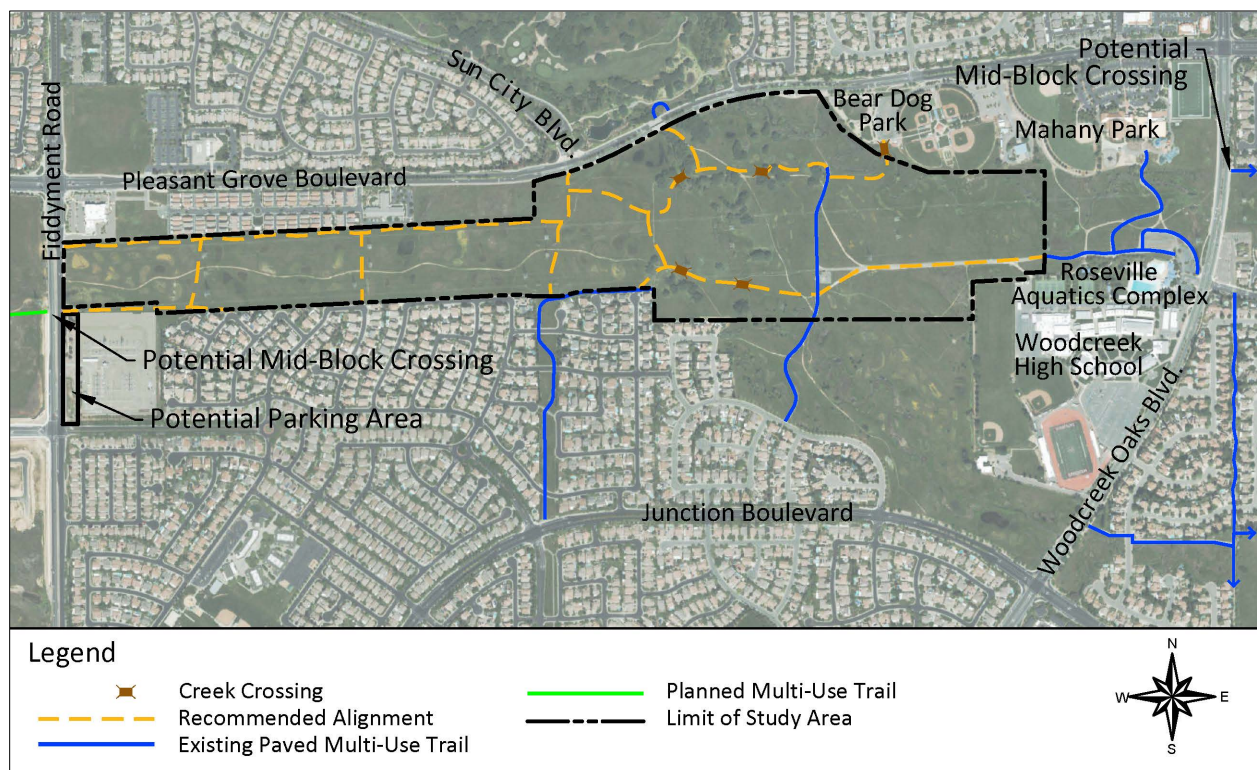 Potential
Mid-Block Crossing
Sun City Blvd.
Bear Dog
Park
Mahany Park
Fiddyment Road
Pleasant Grove Boulevard
Roseville
Aquatics Complex
Woodcreek
High School
Potential Mid-Block Crossing
Potential Parking Area
Woodcreek Oaks Blvd.
Junction Boulevard
Legend
Creek Crossing
Recommended Alignment
Existing Paved Multi-Use Trail
Planned Multi-Use Trail
Limit of Study Area
N
W E
S